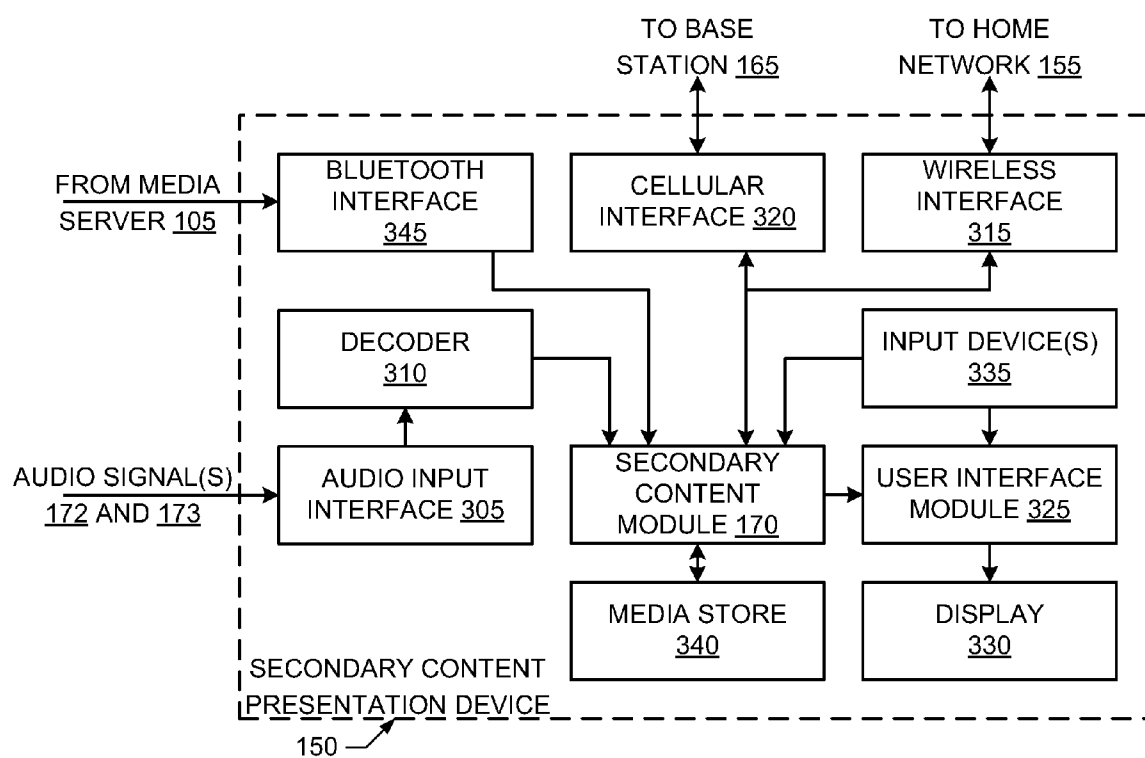 TO BASE
STATION 165
TO HOME
NETWORK 155
FROM MEDIA
SERVER 105
BLUETOOTH
INTERFACE
345
CELLULAR
INTERFACE 320
WIRELESS
INTERFACE
315
DECODER
310
INPUT DEVICE(S)
335
AUDIO SIGNAL(S)
172 AND 173
AUDIO INPUT
INTERFACE 305
SECONDARY
CONTENT
MODULE 170
USER INTERFACE
MODULE 325
MEDIA STORE
340
DISPLAY
330
SECONDARY CONTENT
PRESENTATION DEVICE
150